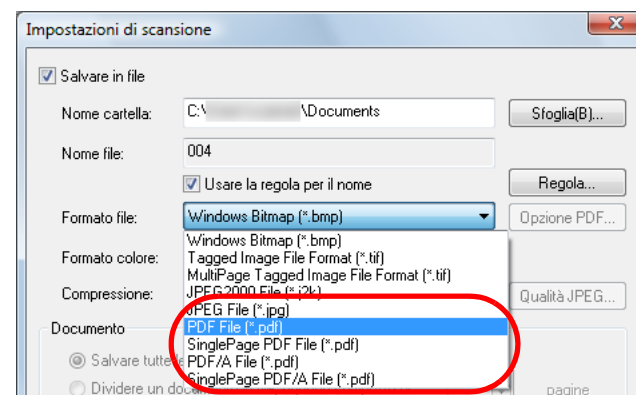 Impostazioni di scansione
Salvare in file
Nome cartella: C:\ \Documents Sfoglia(B)...
Nome file: 004
Usare la regola per il nome Regola...
Formato file: Windows Bitmap (*.bmp) Opzione PDF...
Windows Bitmap (*.bmp)
Formato colore: Tagged Image File Format (*.tif)
MultiPage Tagged Image File Format (*.tif)
Compressione: JPEG2000 File (*.j2k) Qualità JPEG...
JPEG File (*.jpg)
Documento PDF File (*.pdf)
SinglePage PDF File (*.pdf)
Salvare tutte PDF/A File (*.pdf)
SinglePage PDF/A File (*.pdf)
Dividere un pagine